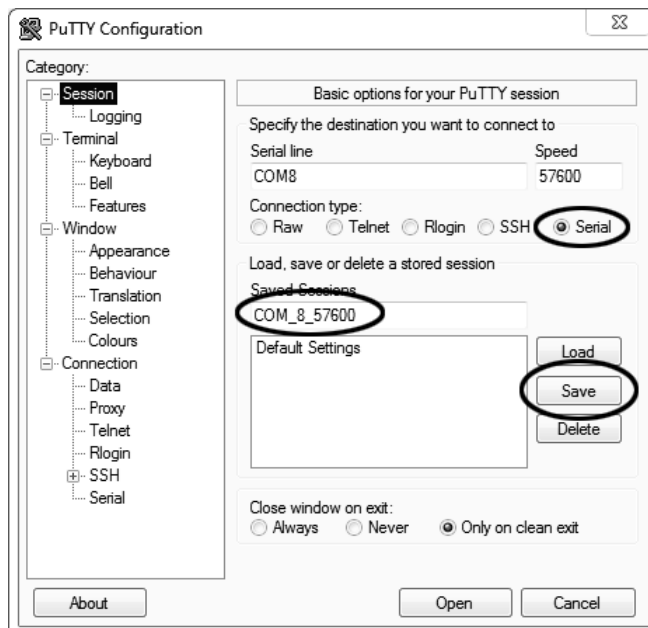 PuTTY Configuration
Category:
Session
Logging
Terminal
Keyboard
Bell
Features
Window
Appearance
Behaviour
Translation
Selection
Colours
Connection
Data
Proxy
Telnet
Rlogin
SSH
Serial
Basic options for your PuTTY session
Specify the destination you want to connect to
Serial line Speed
COM8 57600
Connection type:
Raw Telnet Rlogin SSH Serial
Load, save or delete a stored session
Saved Sessions
COM_8_57600
Default Settings
Load
Save
Delete
Close window on exit:
Always Never Only on clean exit
About Open Cancel